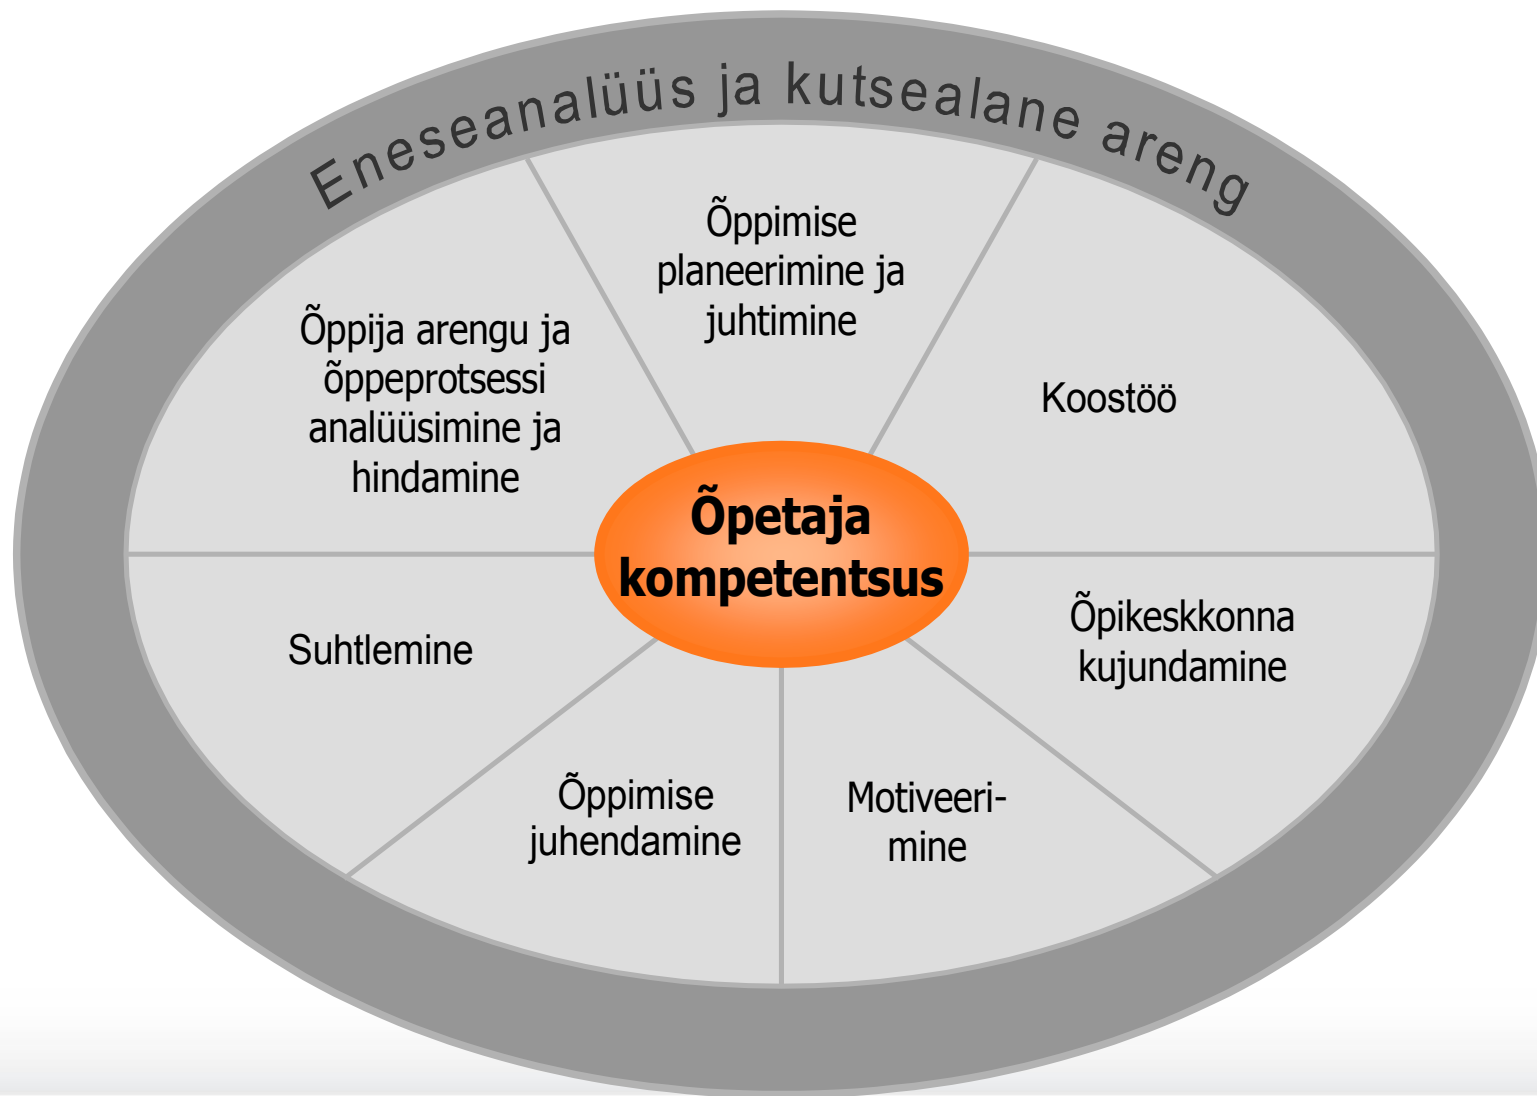 Eneseanalüüs ja kutsealane areng
Õppimise
planeerimine ja
juhtimine
Õppija arengu ja
õppeprotsessi
analüüsimine ja
hindamine
Koostöö
Õpetaja
kompetentsus
Suhtlemine
Õpikeskkonna
kujundamine
Õppimise
juhendamine
Motiveeri-
mine